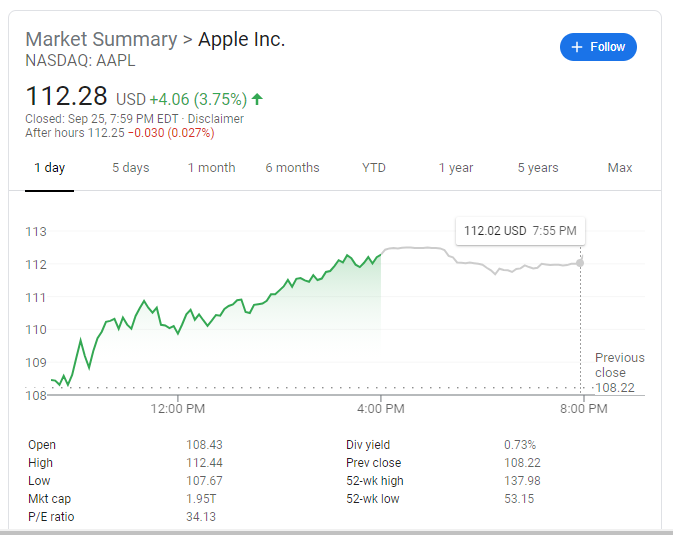 Market Summary > Apple Inc.
NASDAQ: AAPL
+ Follow
112.28 USD +4.06 (3.75%)
Closed: Sep 25, 7:59 PM EDT · Disclaimer
After hours 112.25 −0.030 (0.027%)
1 day 5 days 1 month 6 months YTD 1 year 5 years Max
112.02 USD 7:55 PM
113
112
111
110
109
108
Previous
close
108.22
12:00 PM 4:00 PM 8:00 PM
Open 108.43 Div yield 0.73%
High 112.44 Prev close 108.22
Low 107.67 52-wk high 137.98
Mkt cap 1.95T 52-wk low 53.15
P/E ratio 34.13